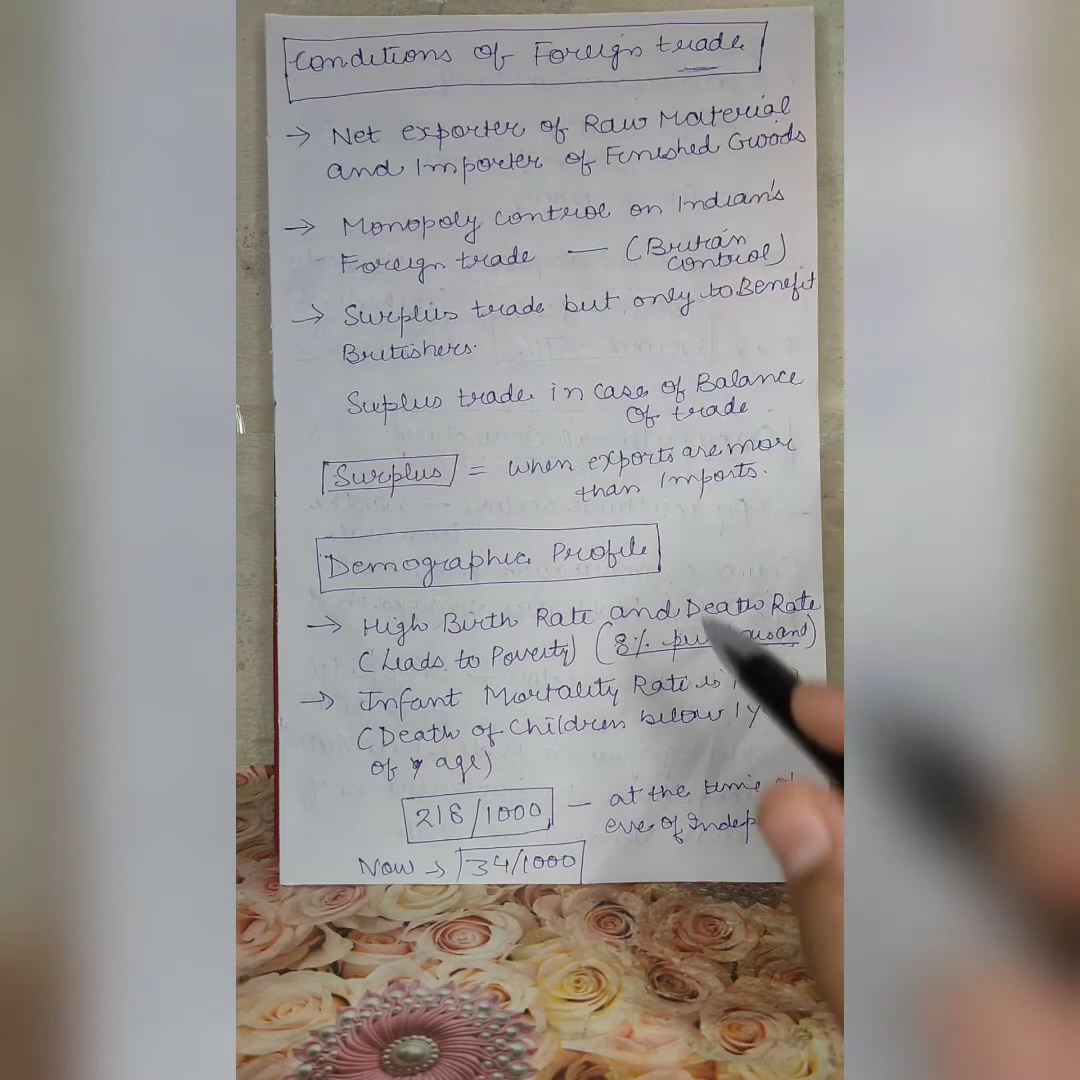 Conditions of Foreign trade
→ Net exporter of Raw Material
and Importer of Finished Goods
→ Monopoly control on Indian's
Foreign trade — (Britain
control)
→ Surplus trade but only to Benefit
Britishers.
Suplus trade in case of Balance
of trade
Surplus = when exports are more
than Imports.
Demographic Profile
→ High Birth Rate and Death Rate
(Leads to Poverty) (8%
→ Infant Mortality Rate is
(Death of Children below 1
of age)
218/1000 — at the time
eve of
Now → 34/1000